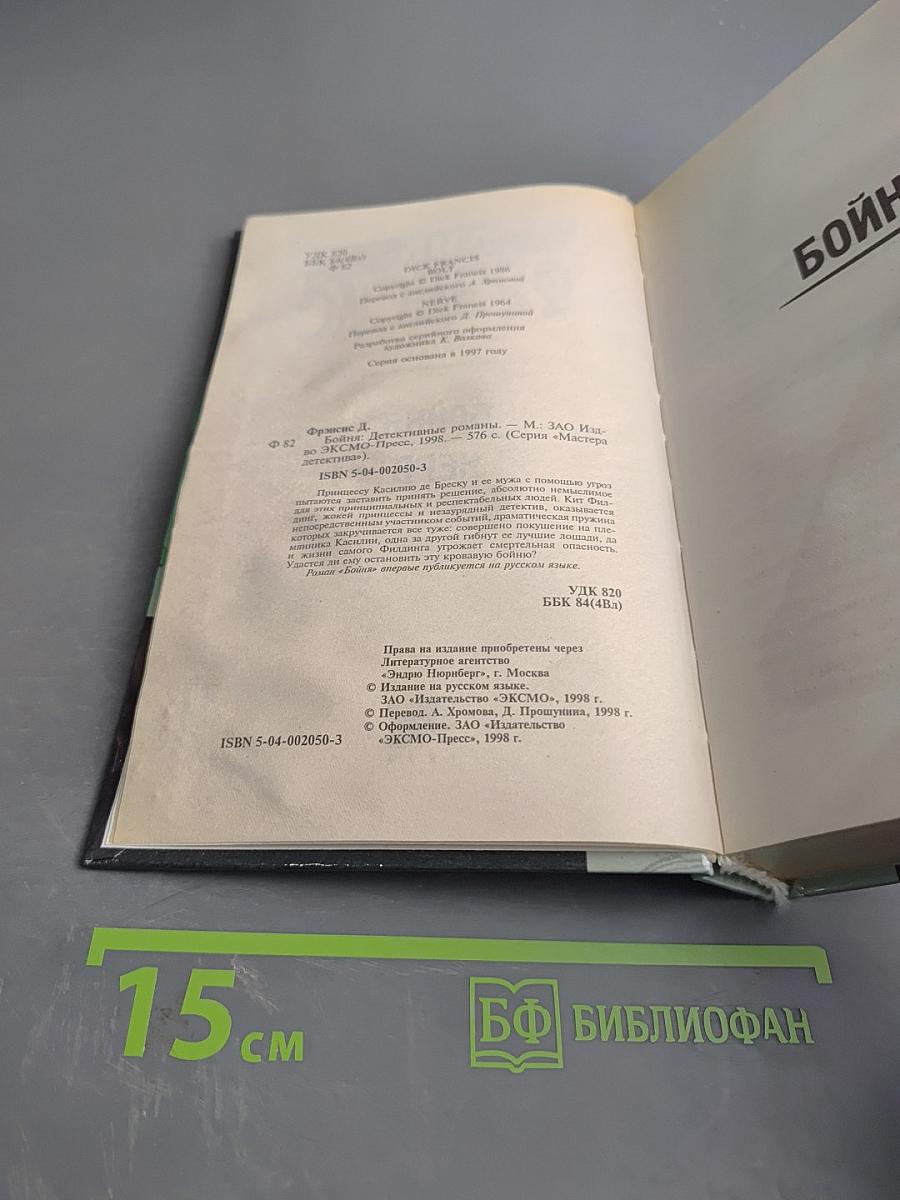 УДК 820
ББК 84(4Вл)
Ф 82
DICK FRANCIS
BOLT
Copyright © Dick Francis 1986
Перевод с английского А. Хромовой
NERVE
Copyright © Dick Francis 1964
Перевод с английского Д. Прошуниной
Разработка серийного оформления
художника К. Волкова
Серия основана в 1997 году
Фрэнсис Д.
Ф 82 Бойня: Детективные романы. — М.: ЗАО Изд-
во ЭКСМО-Пресс, 1998. — 576 с. (Серия «Мастера
детектива»).
ISBN 5-04-002050-3
Принцессу Касилию де Бреску и ее мужа с помощью угроз
пытаются заставить принять решение, абсолютно немыслимое
для этих принципиальных и респектабельных людей. Кит Фил-
динг, жокей принцессы и незаурядный детектив, оказывается
непосредственным участником событий, драматическая пружина
которых закручивается все туже: совершено покушение на пле-
мянника Касилии, одна за другой гибнут ее лучшие лошади, да
и жизни самого Филдинга угрожает смертельная опасность.
Удастся ли ему остановить эту кровавую бойню?
Роман «Бойня» впервые публикуется на русском языке.
УДК 820
ББК 84(4Вл)
Права на издание приобретены через
Литературное агентство
«Эндрю Нюрнберг», г. Москва
© Издание на русском языке.
ЗАО «Издательство «ЭКСМО», 1998 г.
© Перевод. А. Хромова, Д. Прошунина, 1998 г.
© Оформление. ЗАО «Издательство
«ЭКСМО-Пресс», 1998 г.
ISBN 5-04-002050-3
БОЙН
15 см
БФ БИБЛИОФАН